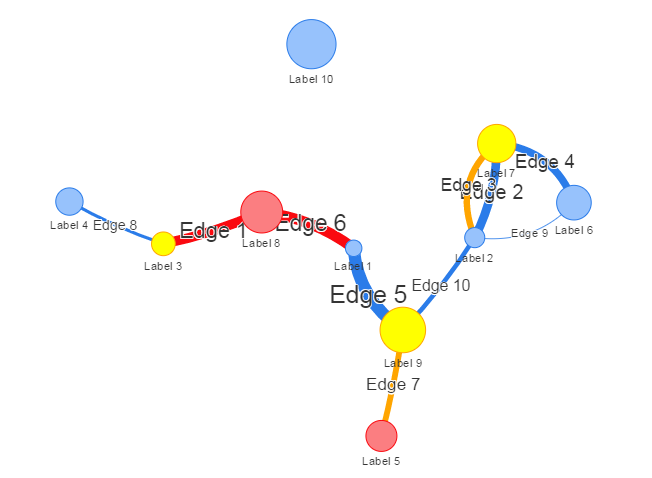 Label 10
Edge 4
Label 7
Edge 3
Edge 2
Label 4
Edge 8
Edge 1
Edge 6
Label 8
Label 6
Edge 9
Label 3
Label 1
Label 2
Edge 10
Edge 5
Label 9
Edge 7
Label 5